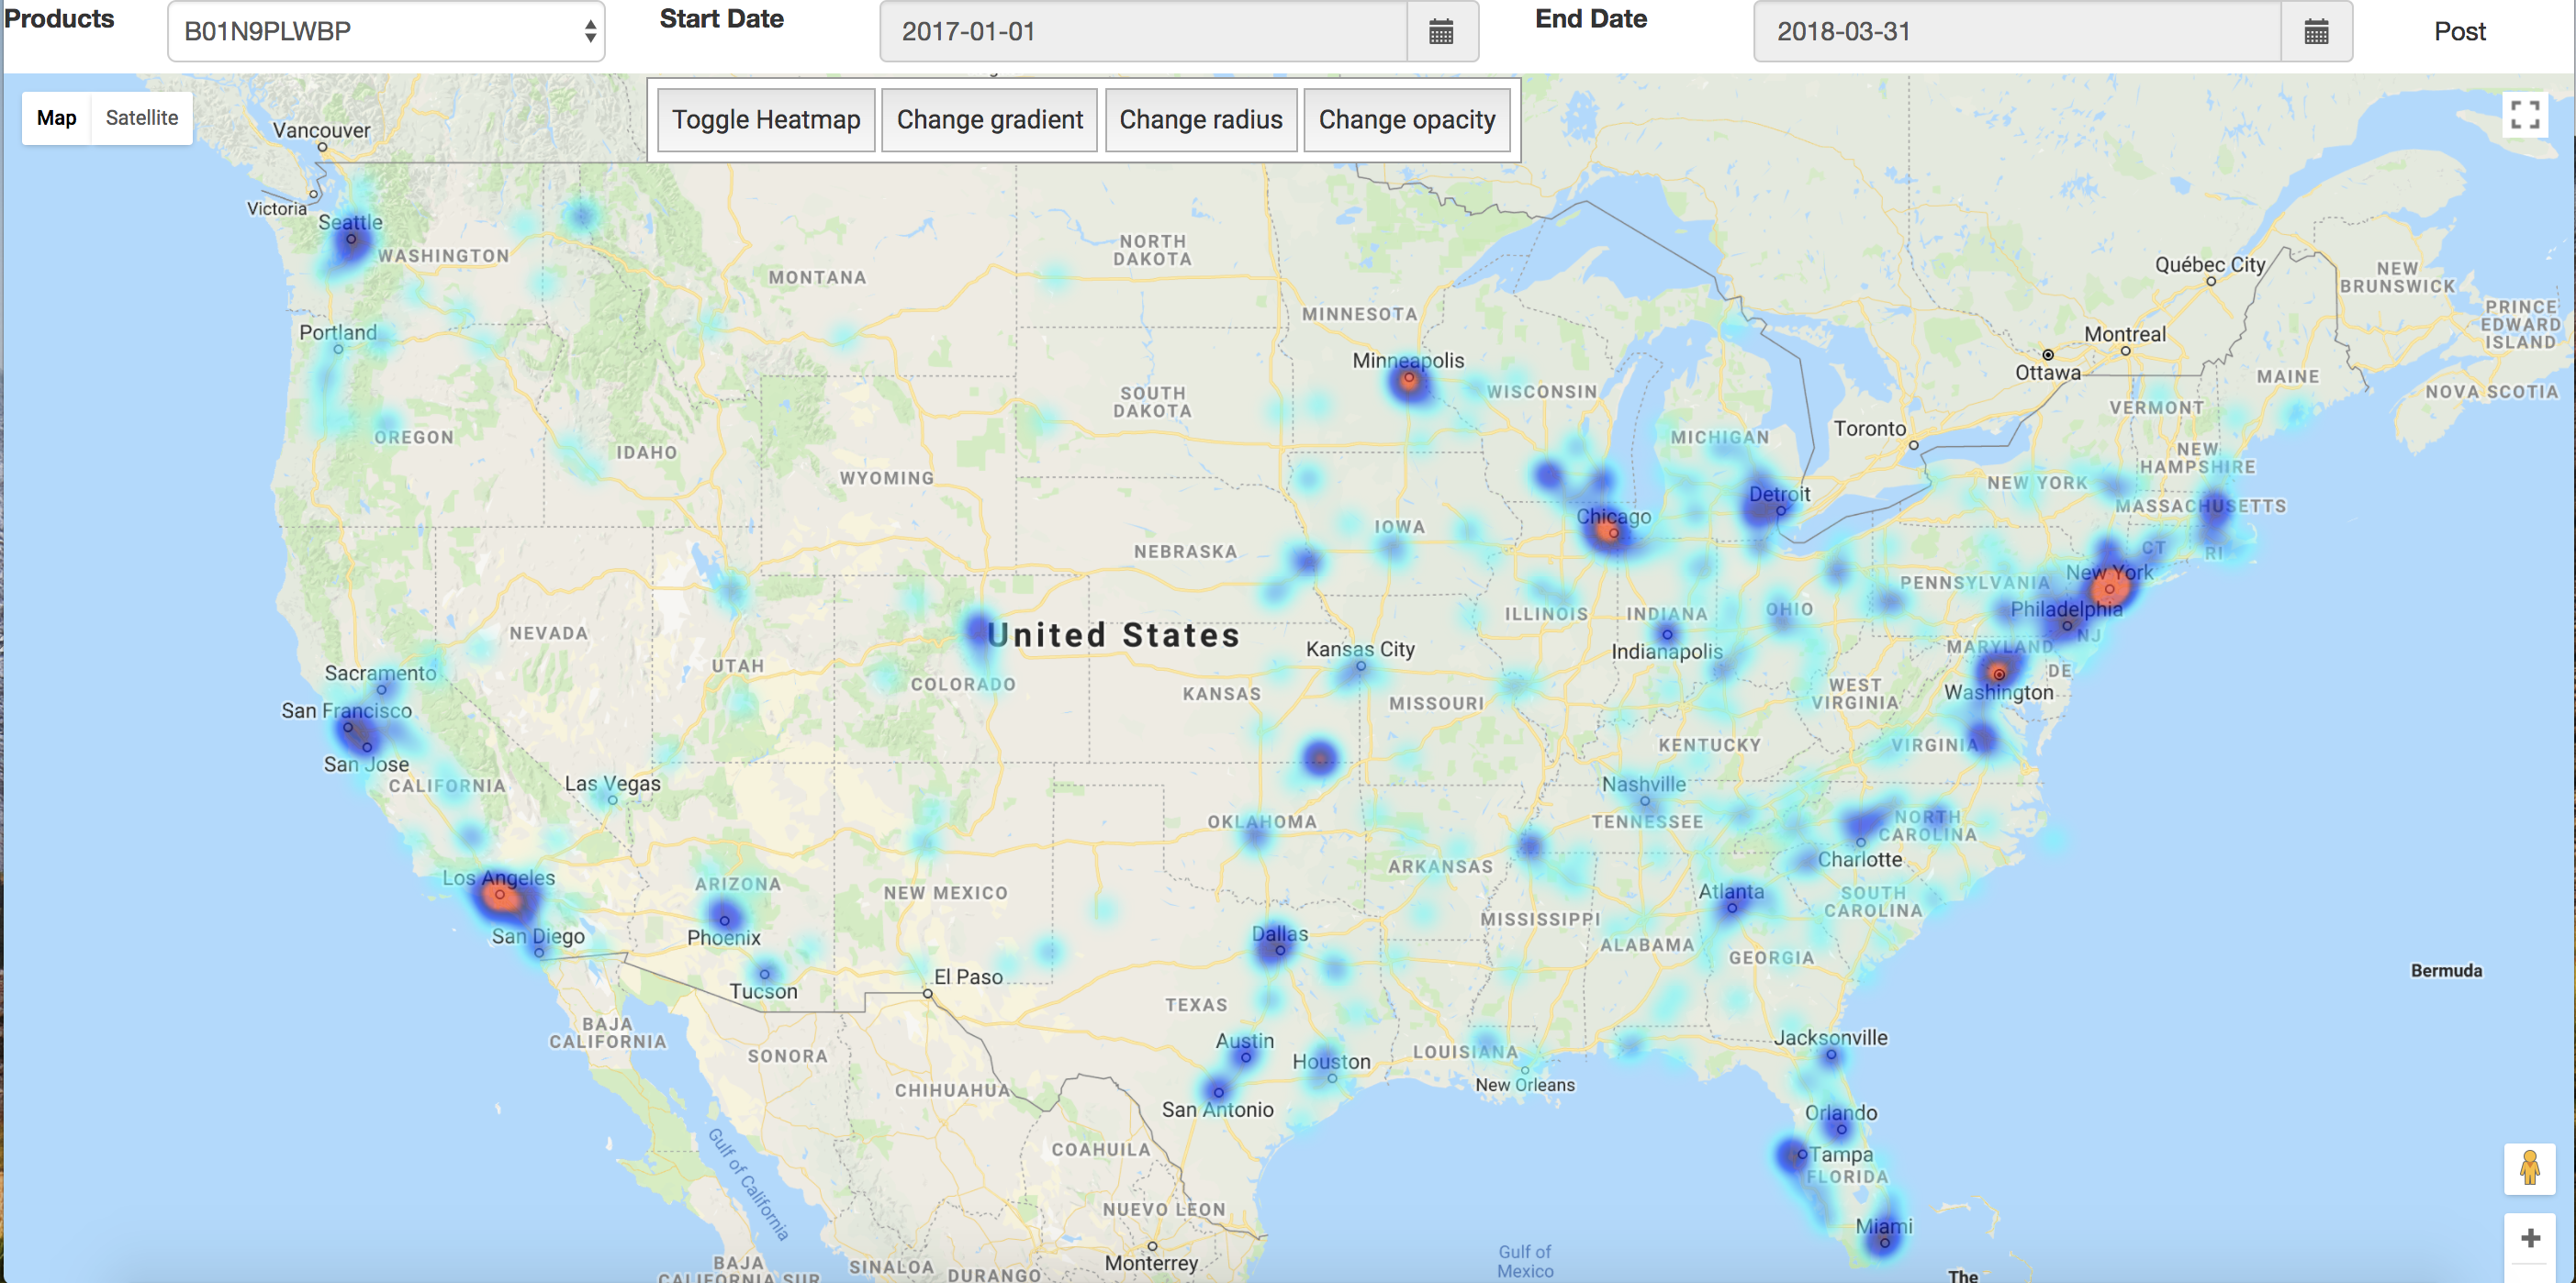 Products
B01N9PLWBP
Start Date
2017-01-01
End Date
2018-03-31
Post
Map
Satellite
Toggle Heatmap
Change gradient
Change radius
Change opacity
Vancouver
Victoria
Seattle
WASHINGTON
Portland
OREGON
IDAHO
MONTANA
NORTH
DAKOTA
SOUTH
DAKOTA
WYOMING
MINNESOTA
Minneapolis
WISCONSIN
MICHIGAN
Detroit
Chicago
IOWA
NEBRASKA
Toronto
Ottawa
Montreal
Québec City
NEW
BRUNSWICK
PRINCE
EDWARD
ISLAND
NOVA SCOTIA
MAINE
VERMONT
NEW
HAMPSHIRE
NEW YORK
MASSACHUSETTS
CT
RI
New York
PENNSYLVANIA
Philadelphia
NJ
MARYLAND
DE
Washington
OHIO
INDIANA
ILLINOIS
Indianapolis
WEST
VIRGINIA
VIRGINIA
KENTUCKY
United States
Kansas City
KANSAS
MISSOURI
COLORADO
UTAH
NEVADA
Sacramento
San Francisco
San Jose
CALIFORNIA
Las Vegas
Los Angeles
San Diego
ARIZONA
Phoenix
Tucson
NEW MEXICO
El Paso
OKLAHOMA
ARKANSAS
Nashville
TENNESSEE
NORTH
CAROLINA
Charlotte
SOUTH
CAROLINA
Atlanta
GEORGIA
ALABAMA
MISSISSIPPI
Dallas
TEXAS
Austin
Houston
San Antonio
LOUISIANA
New Orleans
Jacksonville
Orlando
Tampa
FLORIDA
Miami
Bermuda
BAJA
CALIFORNIA
SONORA
CHIHUAHUA
COAHUILA
NUEVO LEON
Monterrey
Gulf of California
BAJA
CALIFORNIA SUR
SINALOA
DURANGO
Gulf of
Mexico
The